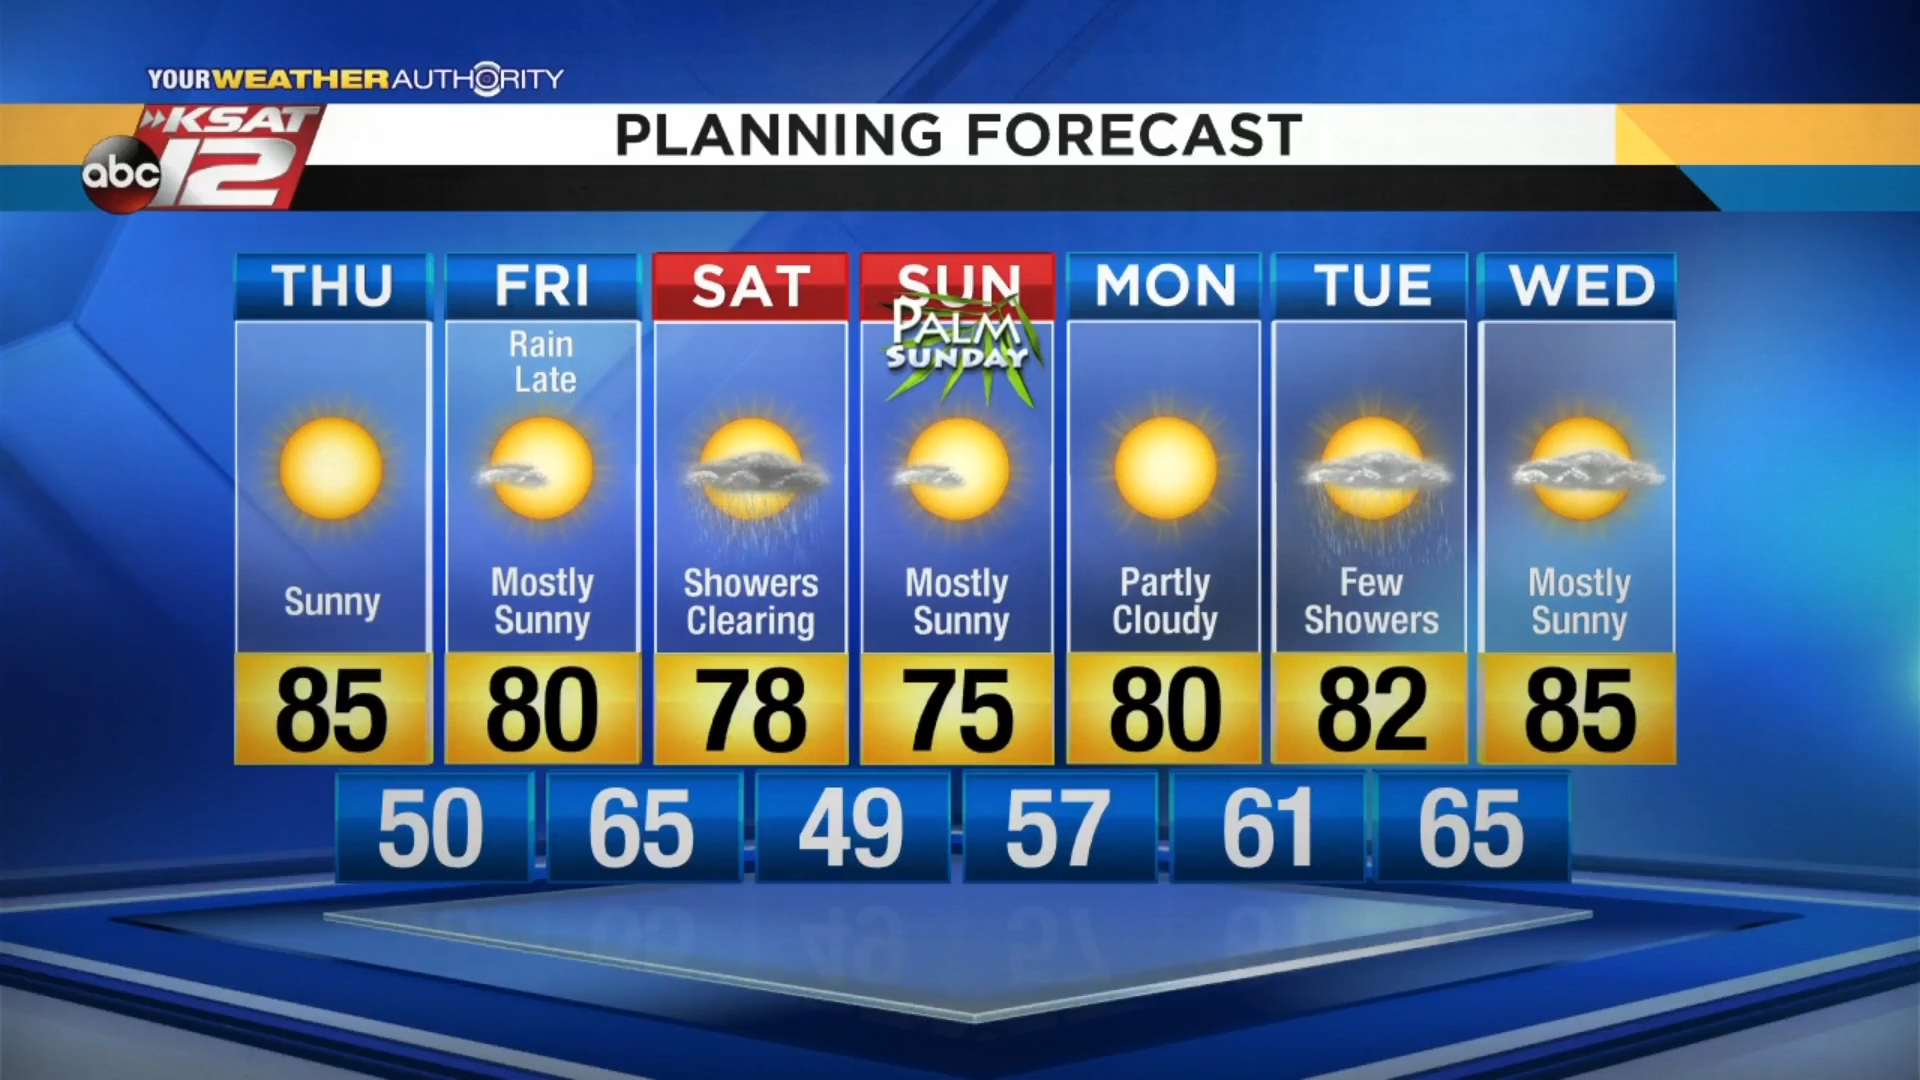 YOURWEATHERAUTHORITY
KSAT
abc 12
PLANNING FORECAST
THU FRI SAT SUN MON TUE WED
Rain
Late
PALM
SUNDAY
Sunny
Mostly
Sunny
Showers
Clearing
Mostly
Sunny
Partly
Cloudy
Few
Showers
Mostly
Sunny
85 80 78 75 80 82 85
50 65 49 57 61 65